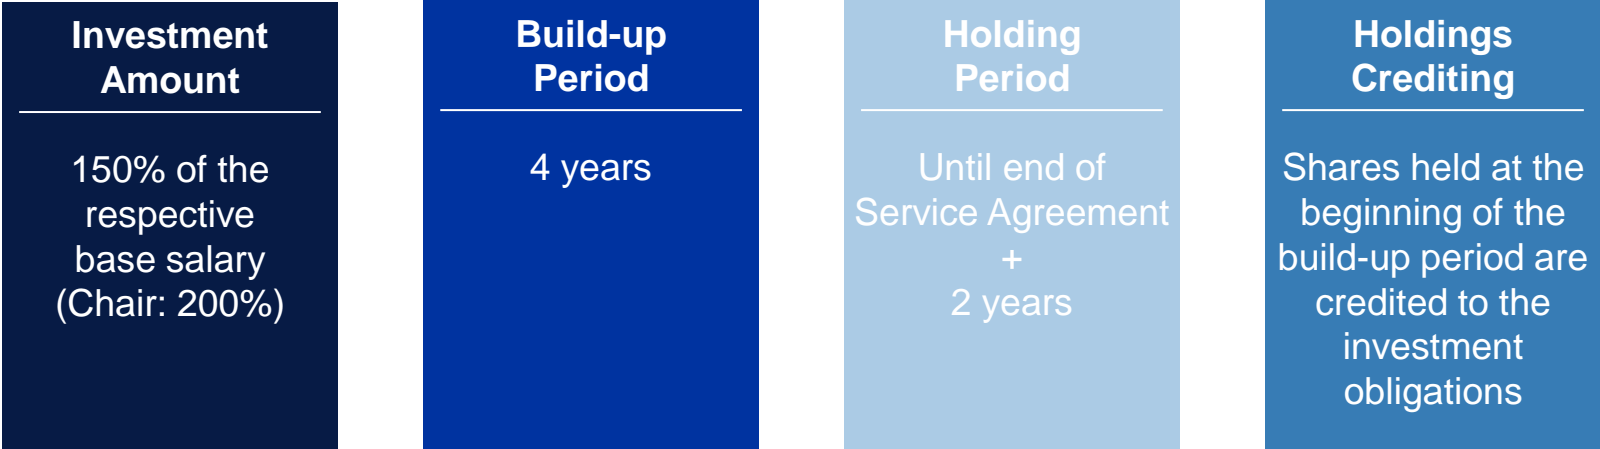 Investment
Amount
150% of the
respective
base salary
(Chair: 200%)
Build-up
Period
4 years
Holding
Period
Until end of
Service Agreement
+
2 years
Holdings
Crediting
Shares held at the
beginning of the
build-up period are
credited to the
investment
obligations